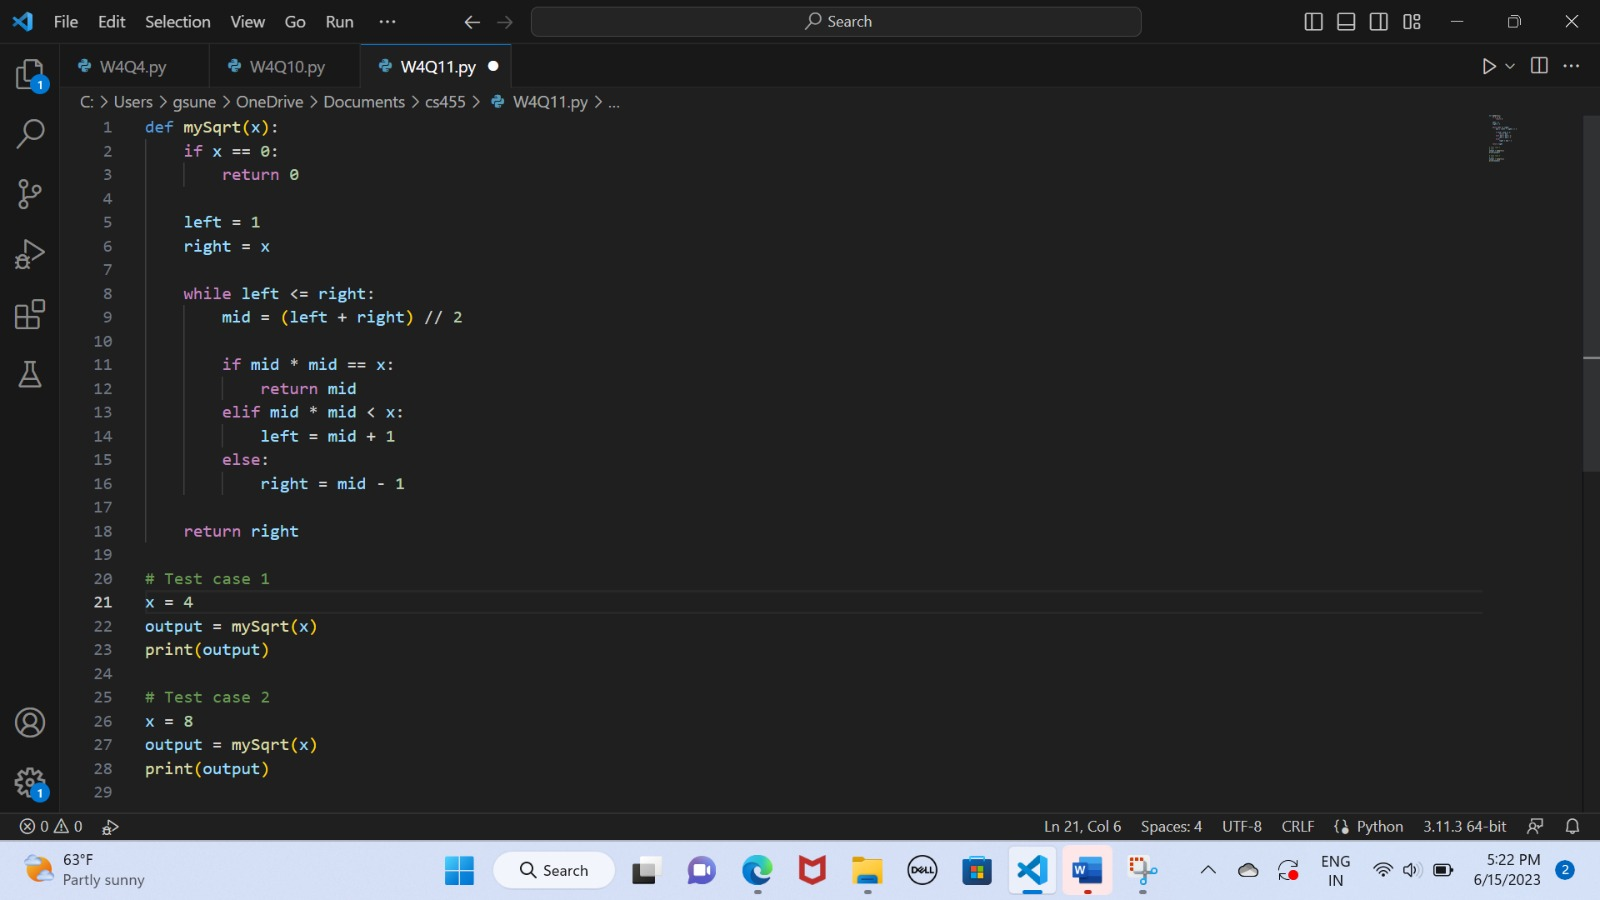 File Edit Selection View Go Run ··· Search
W4Q4.py W4Q10.py W4Q11.py
C: > Users > gsune > OneDrive > Documents > cs455 > W4Q11.py > ...
1 def mySqrt(x):
2 if x == 0:
3 return 0
4
5 left = 1
6 right = x
7
8 while left <= right:
9 mid = (left + right) // 2
10
11 if mid * mid == x:
12 return mid
13 elif mid * mid < x:
14 left = mid + 1
15 else:
16 right = mid - 1
17
18 return right
19
20 # Test case 1
21 x = 4
22 output = mySqrt(x)
23 print(output)
24
25 # Test case 2
26 x = 8
27 output = mySqrt(x)
28 print(output)
29
1
1
0 0 Ln 21, Col 6 Spaces: 4 UTF-8 CRLF Python 3.11.3 64-bit
63°F
Partly sunny
Search
DELL
W
ENG
IN
5:22 PM
6/15/2023
2